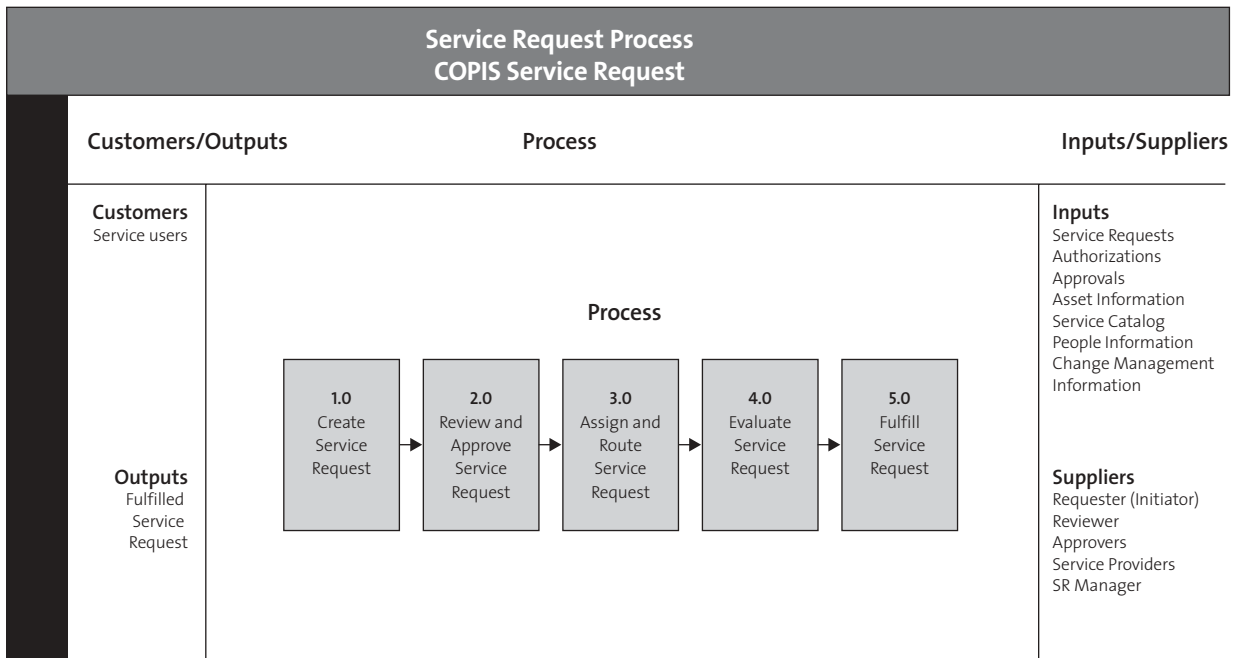 Service Request Process
COPIS Service Request
Customers/Outputs
Process
Inputs/Suppliers
Customers
Service users
Outputs
Fulfilled
Service
Request
Process
1.0
Create
Service
Request
2.0
Review and
Approve
Service
Request
3.0
Assign and
Route
Service
Request
4.0
Evaluate
Service
Request
5.0
Fulfill
Service
Request
Inputs
Service Requests
Authorizations
Approvals
Asset Information
Service Catalog
People Information
Change Management
Information
Suppliers
Requester (Initiator)
Reviewer
Approvers
Service Providers
SR Manager